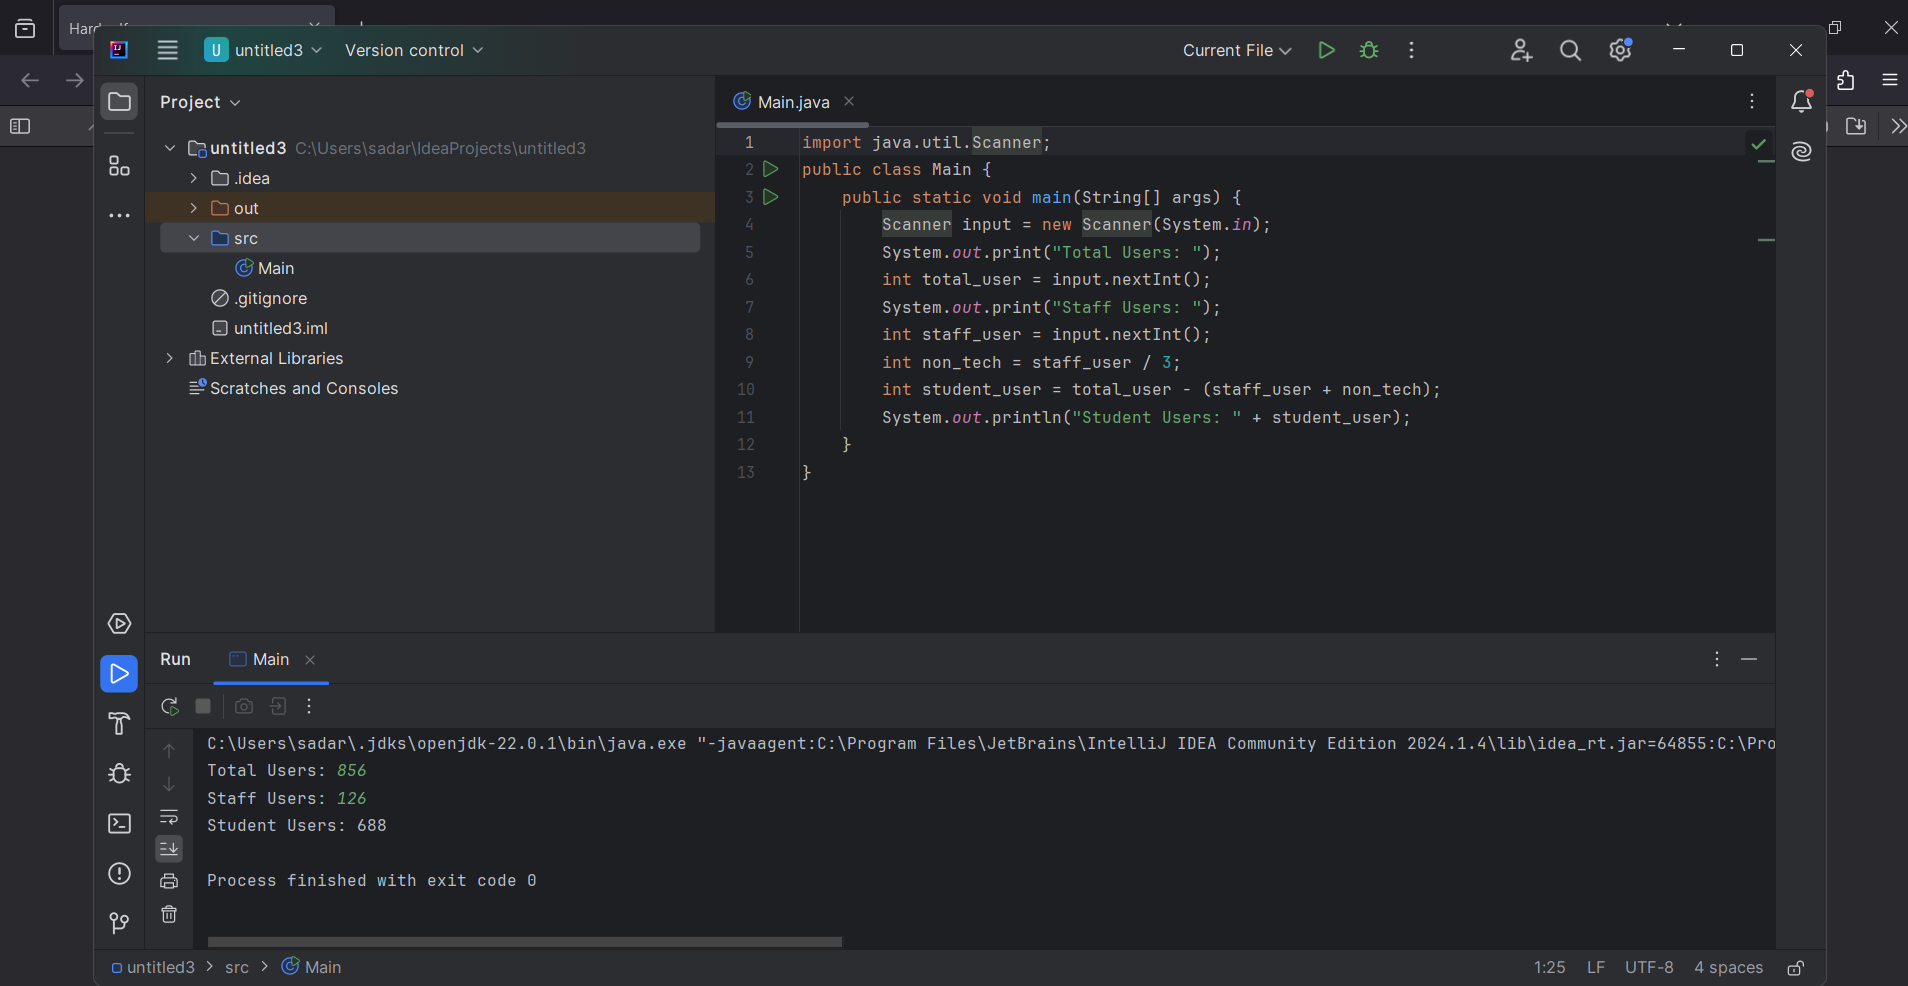 Hard
U untitled3 Version control
Current File
Project
Main.java
untitled3 C:\Users\sadar\IdeaProjects\untitled3
.idea
out
src
Main
.gitignore
untitled3.iml
External Libraries
Scratches and Consoles
1 import java.util.Scanner;
2 public class Main {
3 public static void main(String[] args) {
4 Scanner input = new Scanner(System.in);
5 System.out.print("Total Users: ");
6 int total_user = input.nextInt();
7 System.out.print("Staff Users: ");
8 int staff_user = input.nextInt();
9 int non_tech = staff_user / 3;
10 int student_user = total_user - (staff_user + non_tech);
11 System.out.println("Student Users: " + student_user);
12 }
13 }
Run Main
C:\Users\sadar\.jdks\openjdk-22.0.1\bin\java.exe "-javaagent:C:\Program Files\JetBrains\IntelliJ IDEA Community Edition 2024.1.4\lib\idea_rt.jar=64855:C:\Pro
Total Users: 856
Staff Users: 126
Student Users: 688
Process finished with exit code 0
untitled3 > src > Main
1:25 LF UTF-8 4 spaces